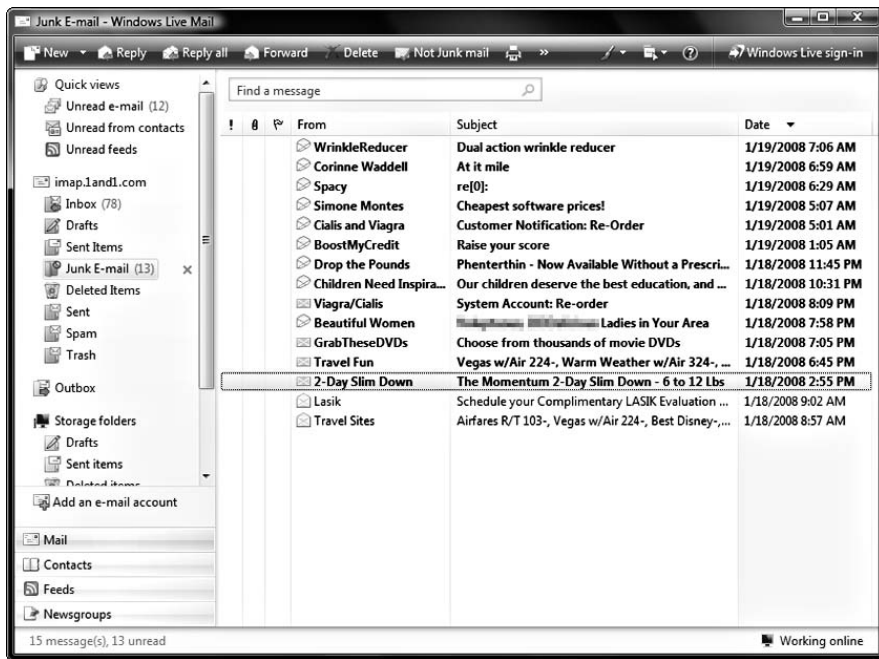 Junk E-mail - Windows Live Mail
New Reply Reply all Forward Delete Not Junk mail » Windows Live sign-in
Quick views
Unread e-mail (12)
Unread from contacts
Unread feeds
imap.1and1.com
Inbox (78)
Drafts
Sent Items
Junk E-mail (13)
Deleted Items
Sent
Spam
Trash
Outbox
Storage folders
Drafts
Sent items
Deleted items
Add an e-mail account
Mail
Contacts
Feeds
Newsgroups
Find a message
! From Subject Date
WrinkleReducer Dual action wrinkle reducer 1/19/2008 7:06 AM
Corinne Waddell At it mile 1/19/2008 6:59 AM
Spacy re[0]: 1/19/2008 6:29 AM
Simone Montes Cheapest software prices! 1/19/2008 5:07 AM
Cialis and Viagra Customer Notification: Re-Order 1/19/2008 5:01 AM
BoostMyCredit Raise your score 1/19/2008 1:05 AM
Drop the Pounds Phenterthin - Now Available Without a Prescri... 1/18/2008 11:45 PM
Children Need Inspira... Our children deserve the best education, and ... 1/18/2008 10:31 PM
Viagra/Cialis System Account: Re-order 1/18/2008 8:09 PM
Beautiful Women Ladies in Your Area 1/18/2008 7:58 PM
GrabTheseDVDs Choose from thousands of movie DVDs 1/18/2008 7:05 PM
Travel Fun Vegas w/Air 224-, Warm Weather w/Air 324-, ... 1/18/2008 6:45 PM
2-Day Slim Down The Momentum 2-Day Slim Down - 6 to 12 Lbs 1/18/2008 2:55 PM
Lasik Schedule your Complimentary LASIK Evaluation ... 1/18/2008 9:02 AM
Travel Sites Airfares R/T 103-, Vegas w/Air 224-, Best Disney-,... 1/18/2008 8:57 AM
15 message(s), 13 unread
Working online